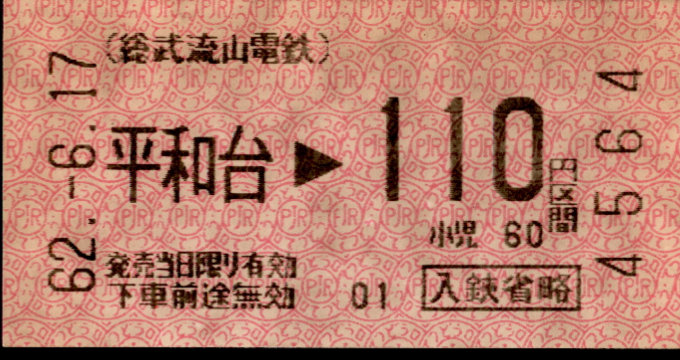 (総武流山電鉄)
62.-6.17
平和台▶110円区間
小児 60
発売当日限り有効
下車前途無効
01
入鋏省略
4564